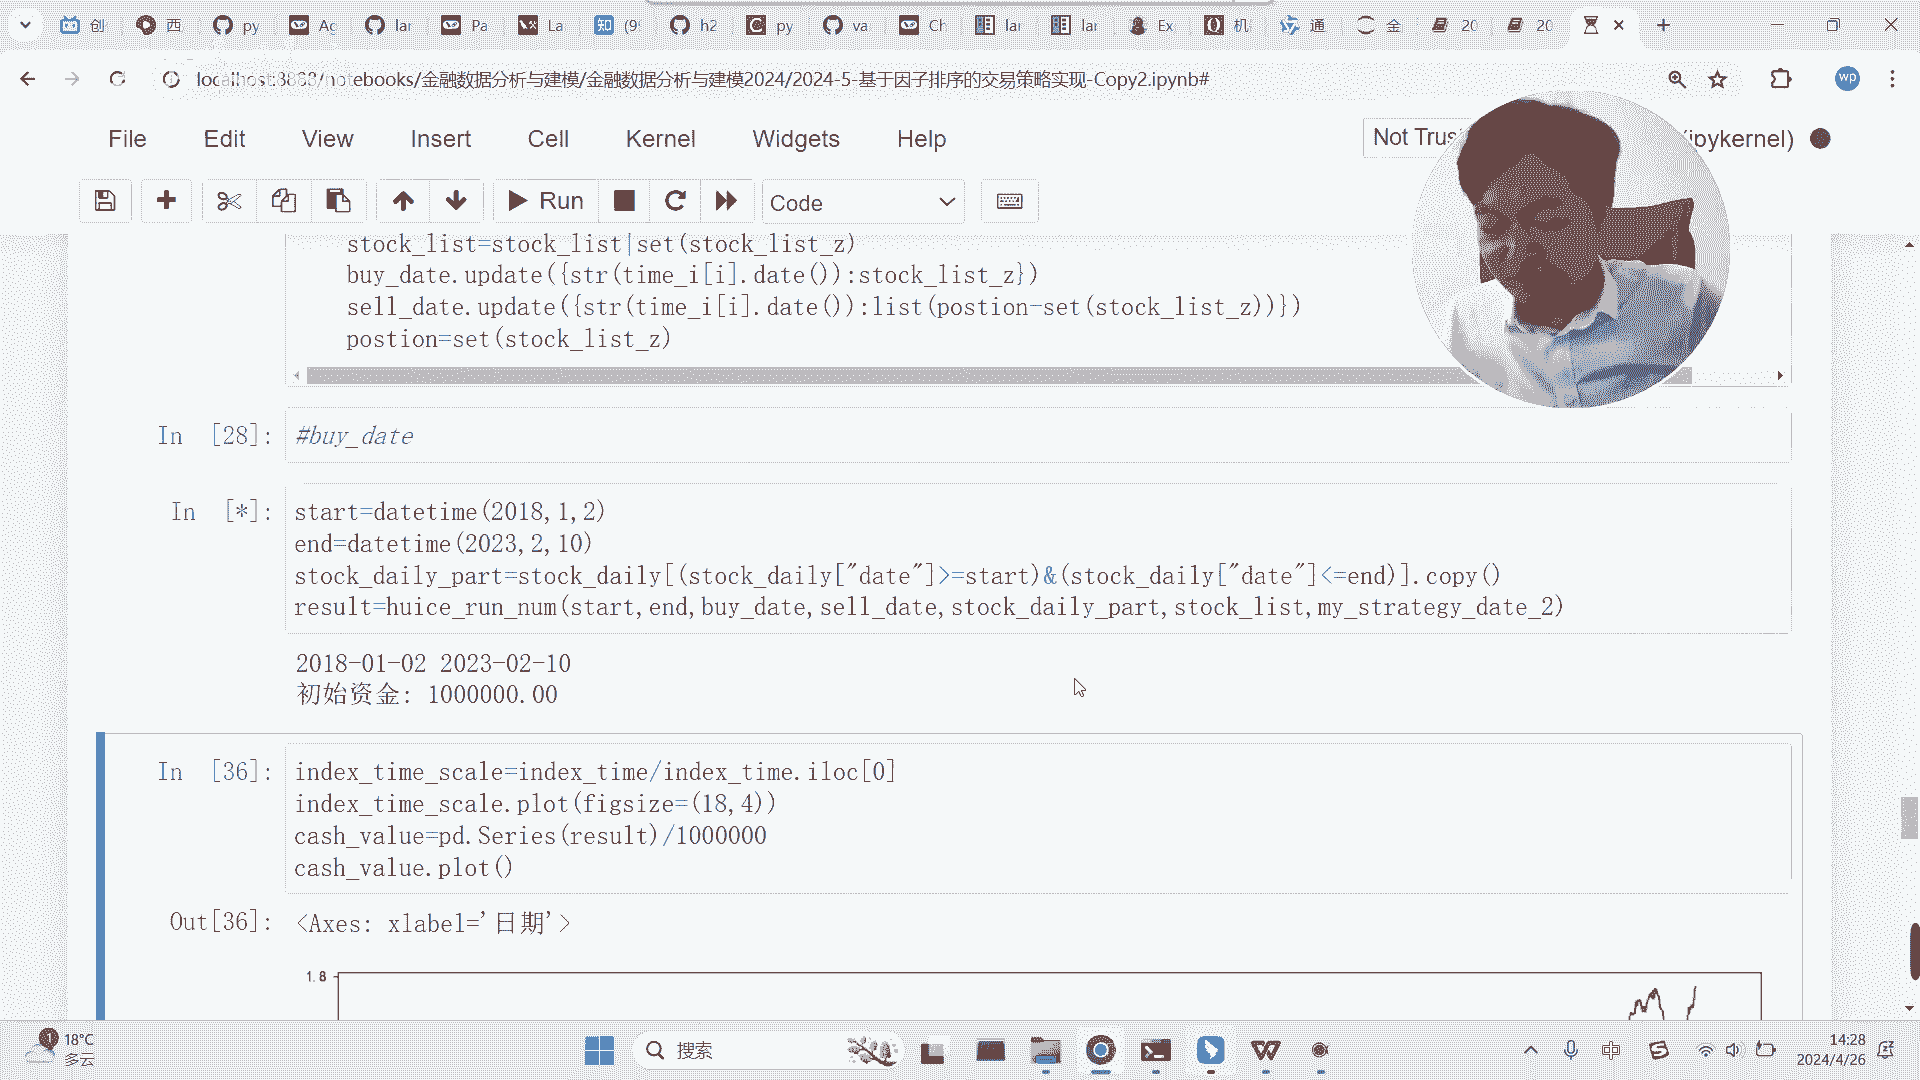 创
西
py
Ag
lar
Pa
La
知 (9
h2
py
va
Ch
lar
lar
Ex
机
通
金
20
20
localhost:8888/notebooks/金融数据分析与建模/金融数据分析与建模2024/2024-5-基于因子排序的交易策略实现-Copy2.ipynb#
wp
File Edit View Insert Cell Kernel Widgets Help
Not Trus
(ipykernel)
Run
Code
stock_list=stock_list|set(stock_list_z)
buy_date.update({str(time_i[i].date()):stock_list_z})
sell_date.update({str(time_i[i].date()):list(postion-set(stock_list_z))})
postion=set(stock_list_z)
In [28]: #buy_date
In [*]: start=datetime(2018,1,2)
end=datetime(2023,2,10)
stock_daily_part=stock_daily[(stock_daily["date"]>=start)&(stock_daily["date"]<=end)].copy()
result=huice_run_num(start,end,buy_date,sell_date,stock_daily_part,stock_list,my_strategy_date_2)
2018-01-02 2023-02-10
初始资金: 1000000.00
In [36]: index_time_scale=index_time/index_time.iloc[0]
index_time_scale.plot(figsize=(18,4))
cash_value=pd.Series(result)/1000000
cash_value.plot()
Out[36]: <Axes: xlabel='日期'>
1.8
1
18°C
多云
搜索
中
14:28
2024/4/26